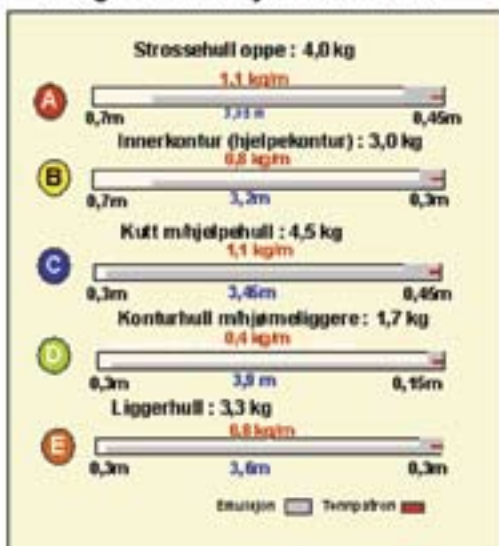 Strossehull oppe : 4,0 kg
1,1 kg/m
A
0,7m 0,45m
Innerkontur (hjelpekontur) : 3,0 kg
0,8 kg/m
B
0,7m 3,2m 0,3m
Kutt m/hjelpehull : 4,5 kg
1,1 kg/m
C
0,3m 3,45m 0,45m
Konturhull m/hjørneliggere : 1,7 kg
0,4 kg/m
D
0,3m 3,9 m 0,15m
Liggerhull : 3,3 kg
0,8 kg/m
E
0,3m 3,6m 0,3m
Emulsjon Tennpatron